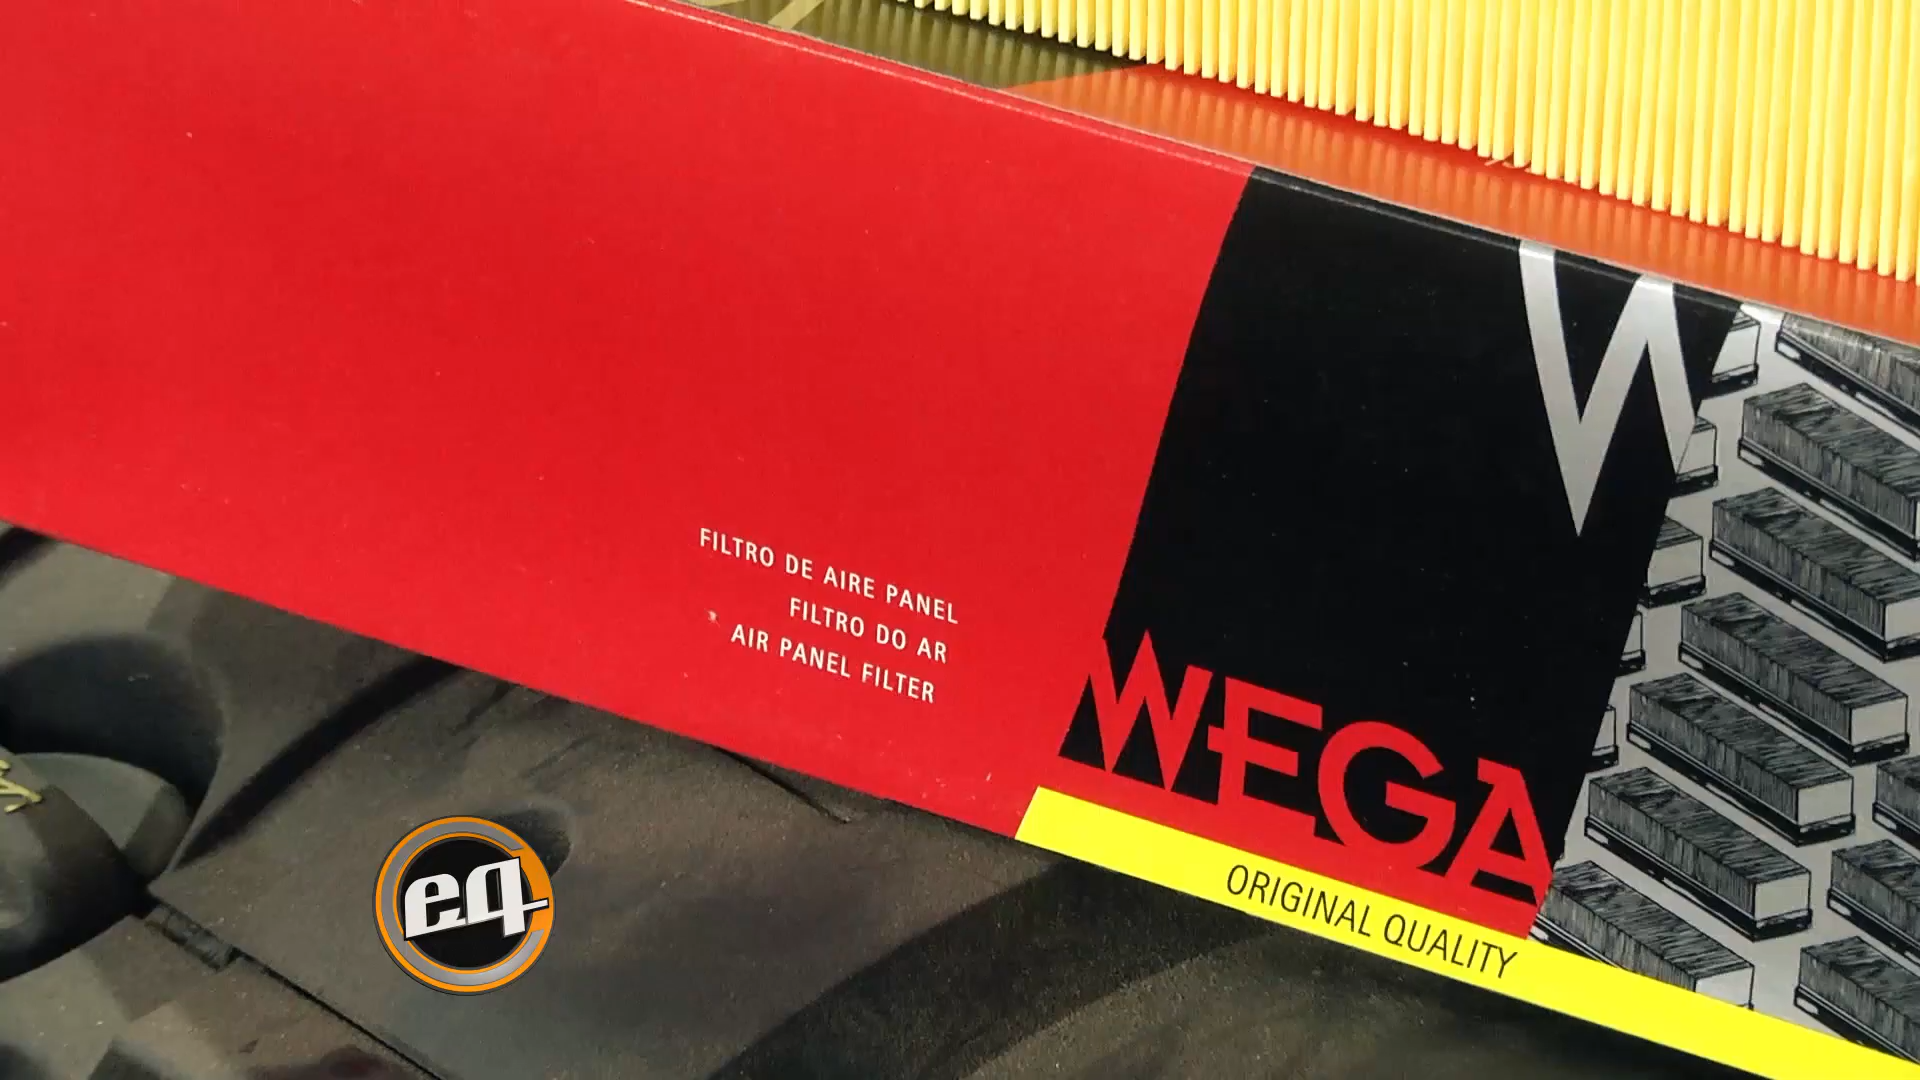 W
FILTRO DE AIRE PANEL
FILTRO DO AR
AIR PANEL FILTER
WEGA
ORIGINAL QUALITY
eq